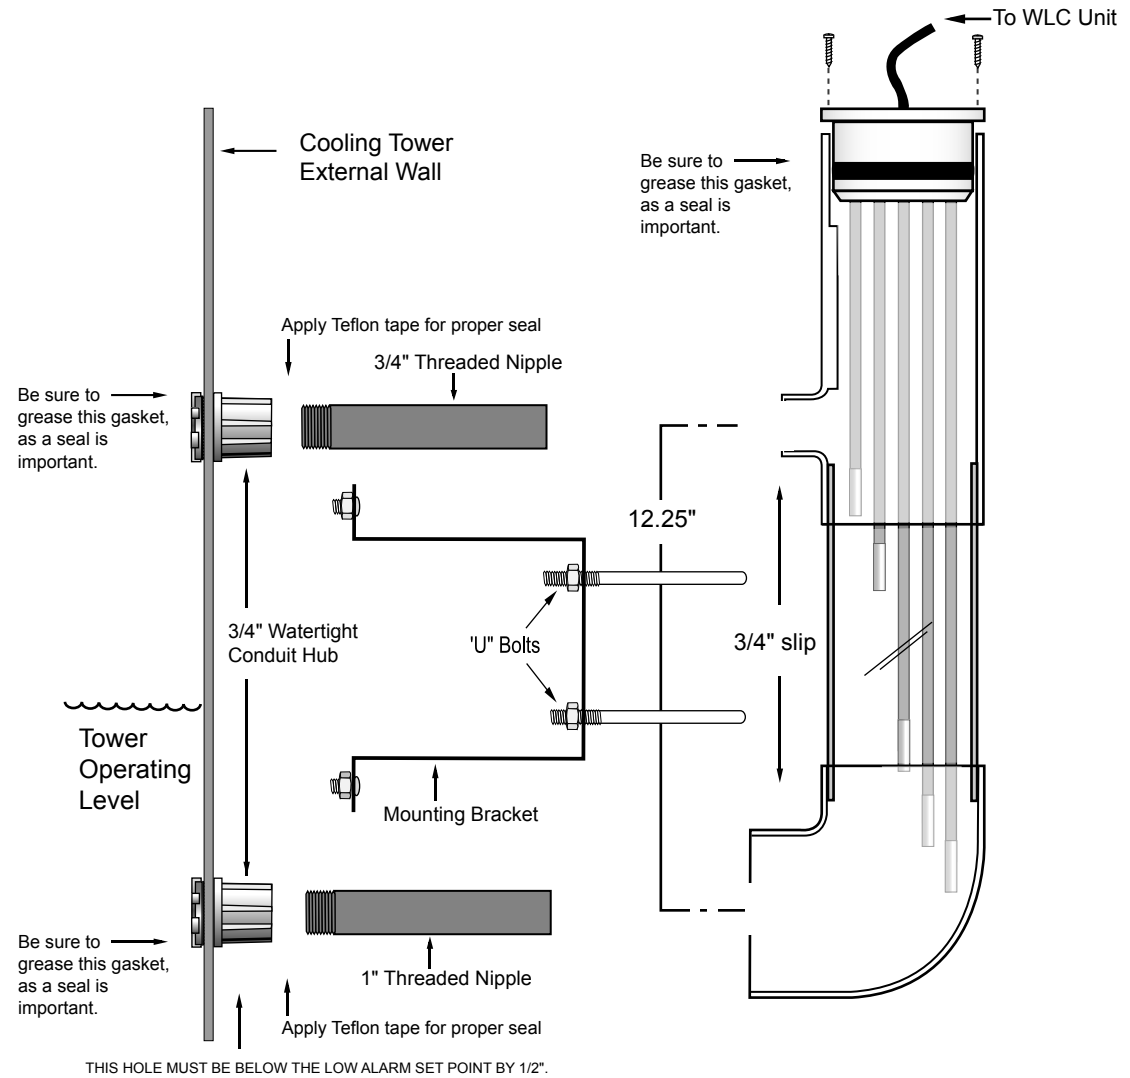 To WLC Unit
Cooling Tower
External Wall
Be sure to
grease this gasket,
as a seal is
important.
Apply Teflon tape for proper seal
3/4" Threaded Nipple
Be sure to
grease this gasket,
as a seal is
important.
12.25"
3/4" Watertight
Conduit Hub
'U' Bolts
3/4" slip
Tower
Operating
Level
Mounting Bracket
Be sure to
grease this gasket,
as a seal is
important.
1" Threaded Nipple
Apply Teflon tape for proper seal
THIS HOLE MUST BE BELOW THE LOW ALARM SET POINT BY 1/2".